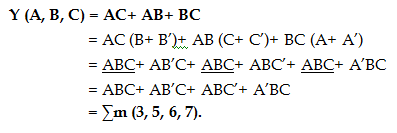 Y (A, B, C) = AC+ AB+ BC
= AC (B+ B′)+ AB (C+ C′)+ BC (A+ A′)
= ABC+ AB′C+ ABC+ ABC′+ ABC+ A′BC
= ABC+ AB′C+ ABC′+ A′BC
= ∑m (3, 5, 6, 7).